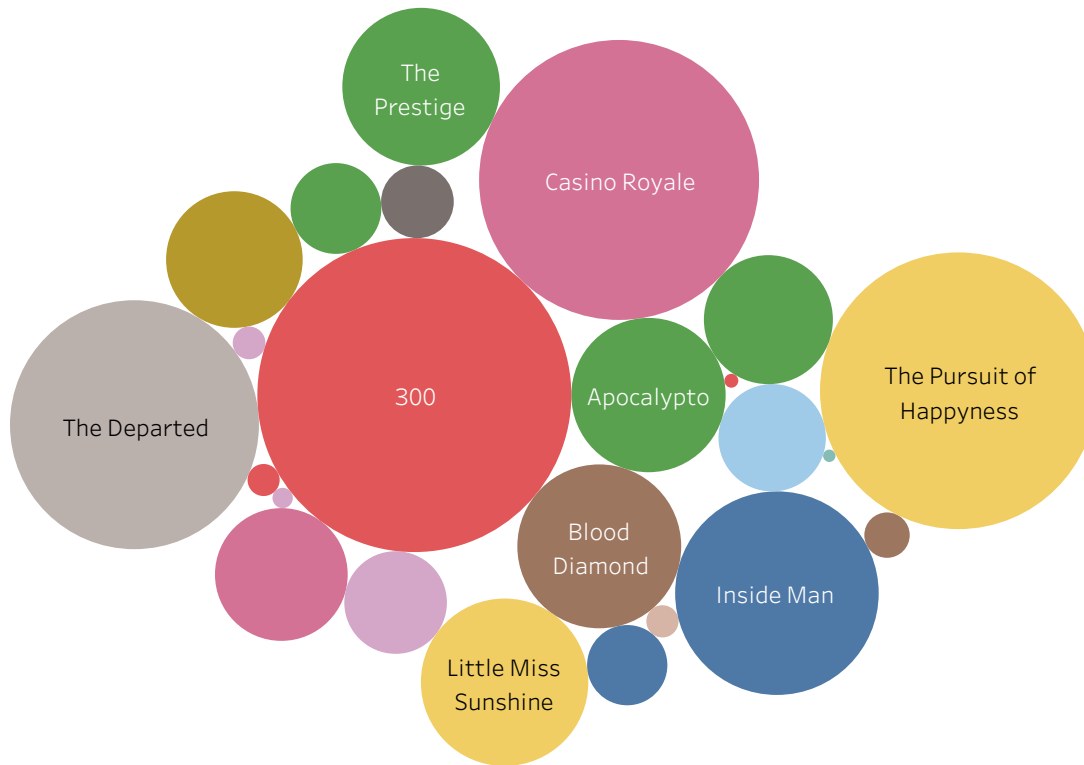 The
Prestige
Casino Royale
The Pursuit of
Happyness
300
Apocalypto
The Departed
Blood
Diamond
Inside Man
Little Miss
Sunshine